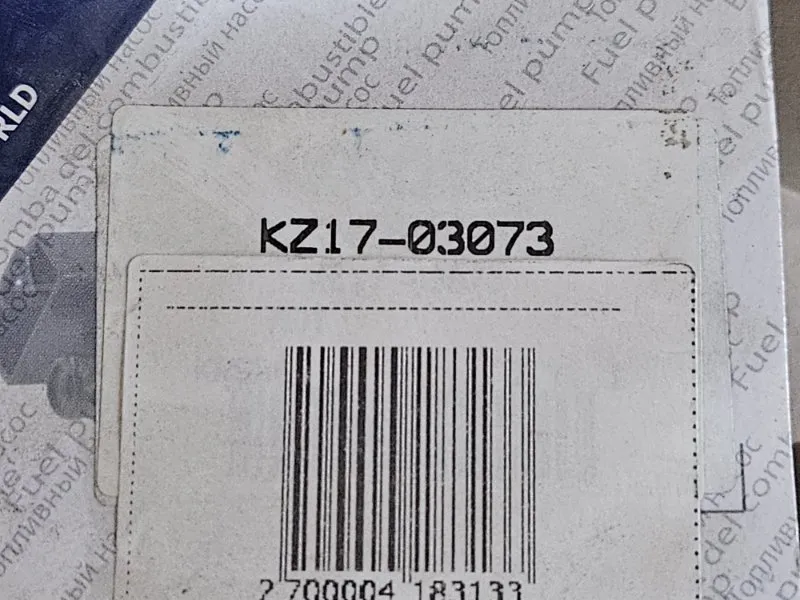 RLD
Топливный насос
Bomba del combustible
Fuel pump
KZ17-03073
2 700004 183133